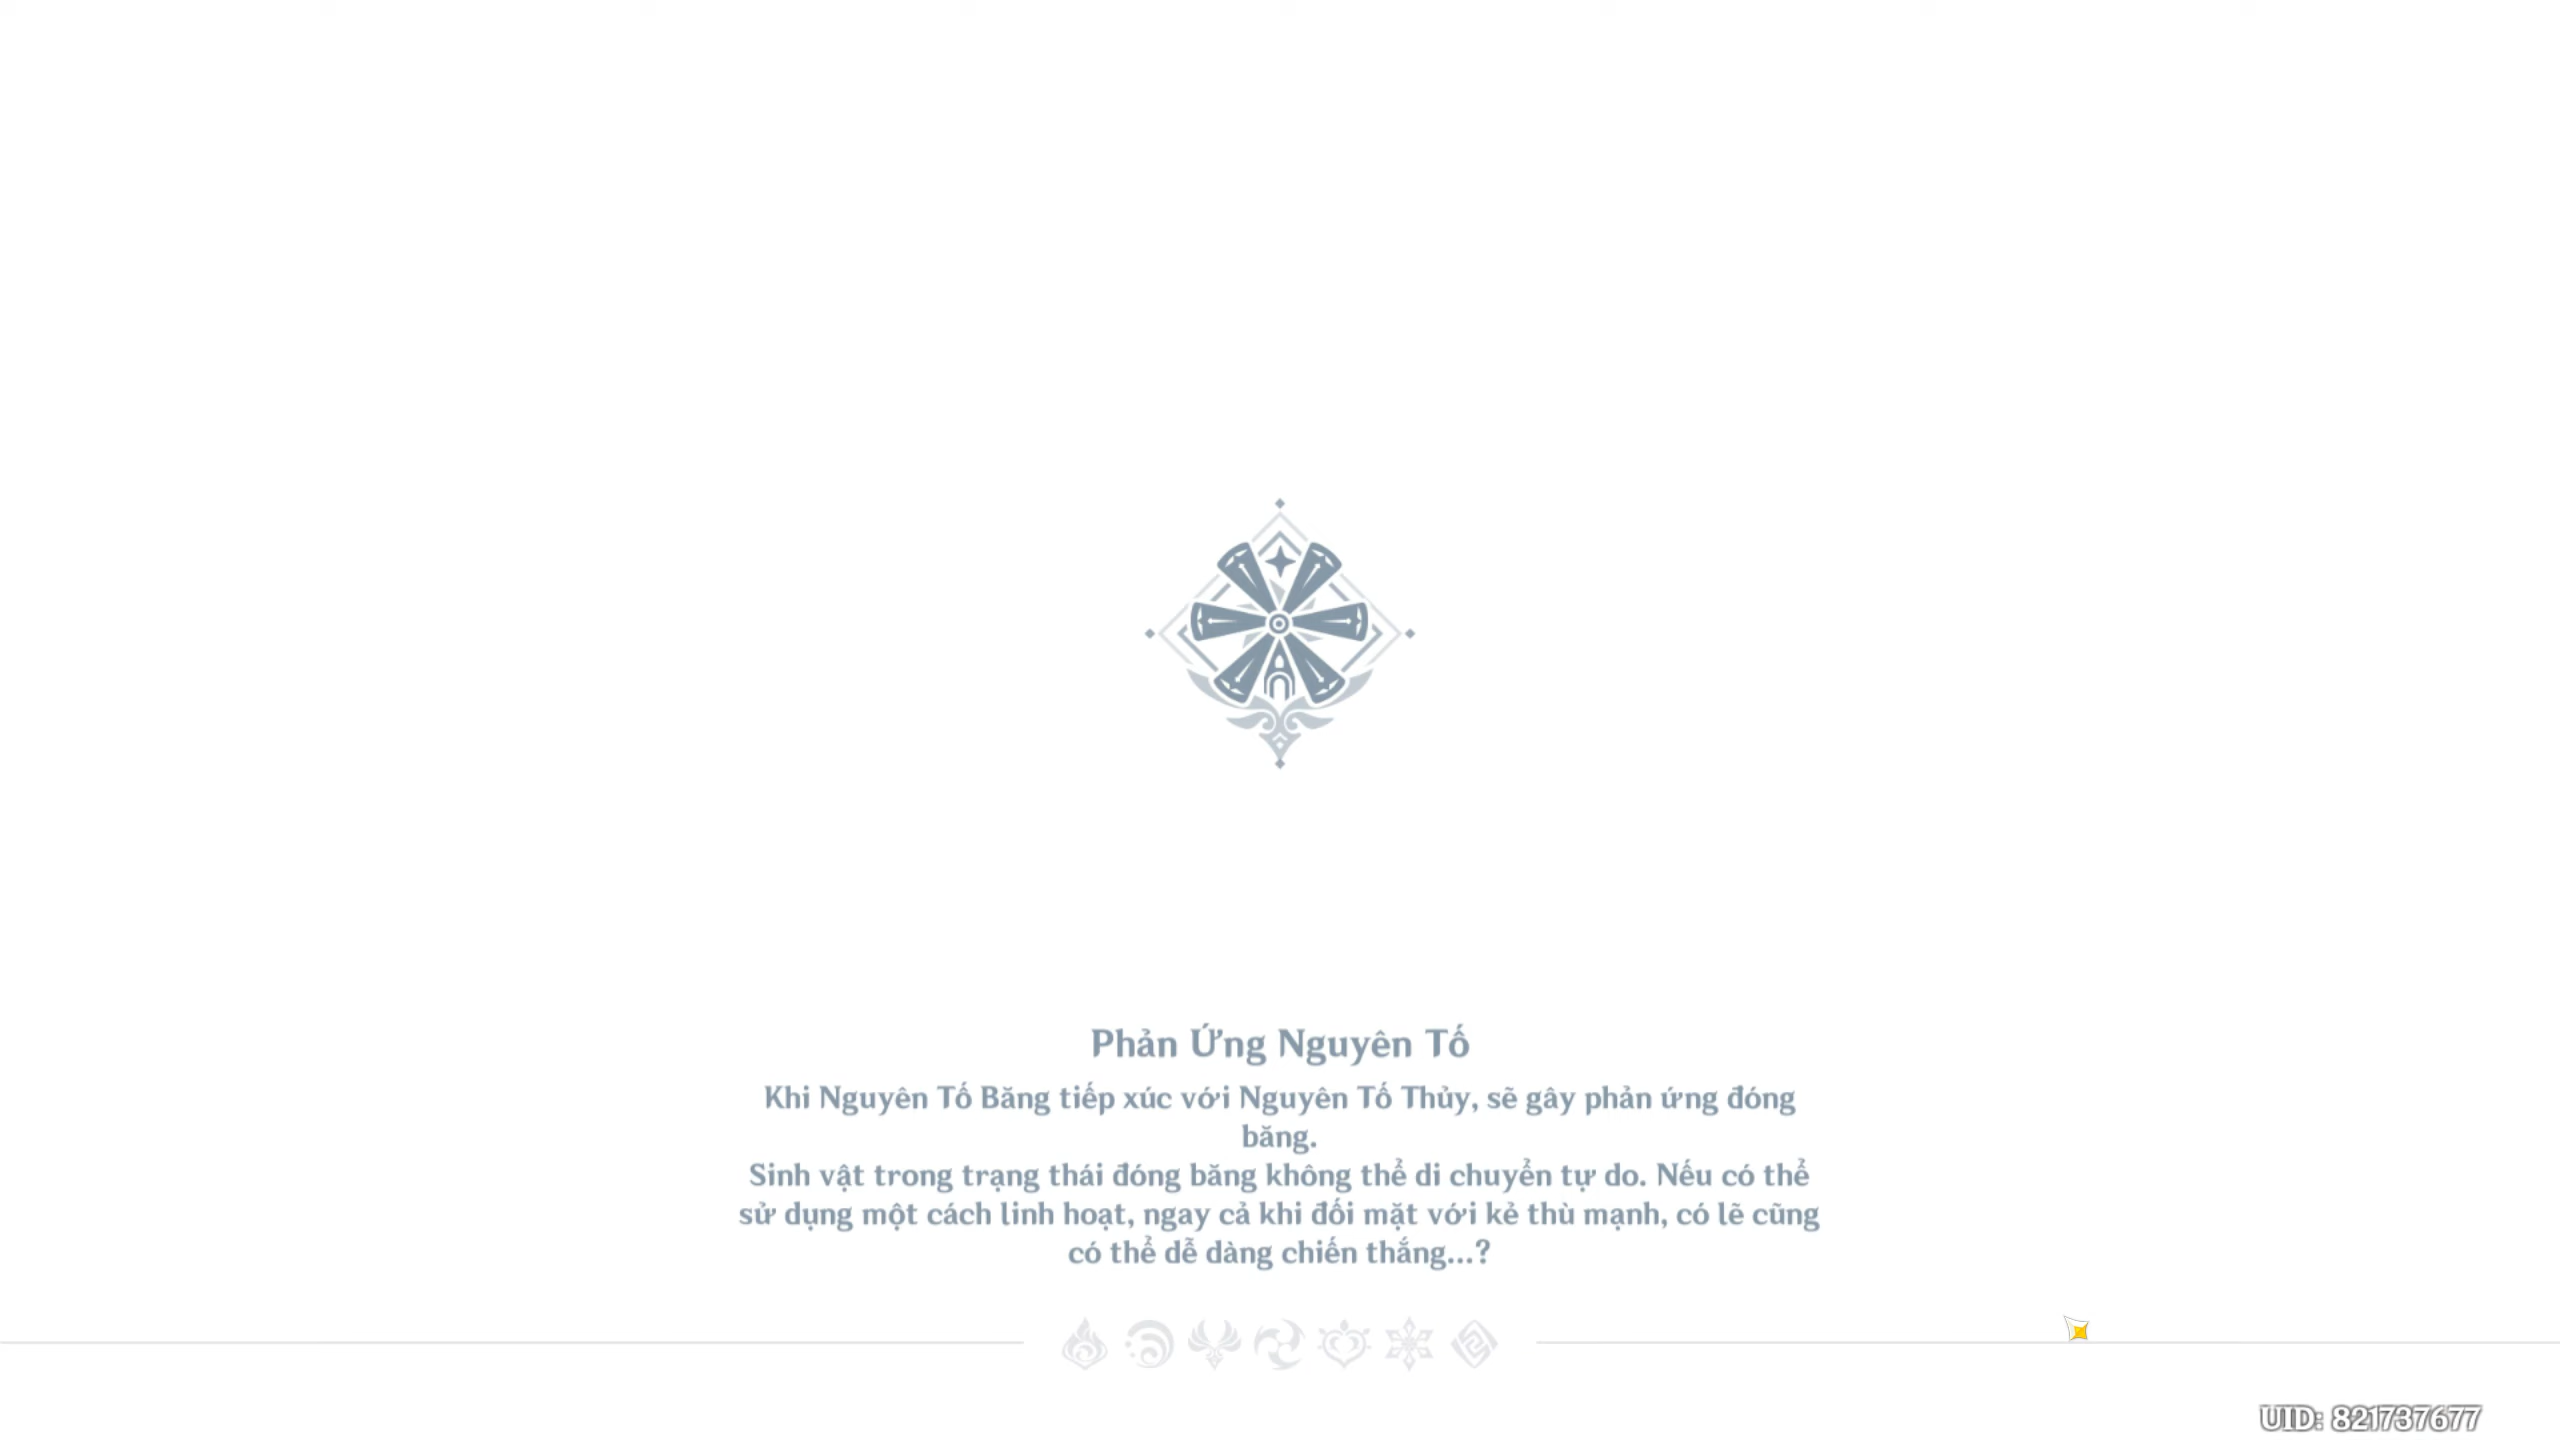 Phản Ứng Nguyên Tố
Khi Nguyên Tố Băng tiếp xúc với Nguyên Tố Thủy, sẽ gây phản ứng đóng
băng.
Sinh vật trong trạng thái đóng băng không thể di chuyển tự do. Nếu có thể
sử dụng một cách linh hoạt, ngay cả khi đối mặt với kẻ thù mạnh, có lẽ cũng
có thể dễ dàng chiến thắng...?
UID: 821737677